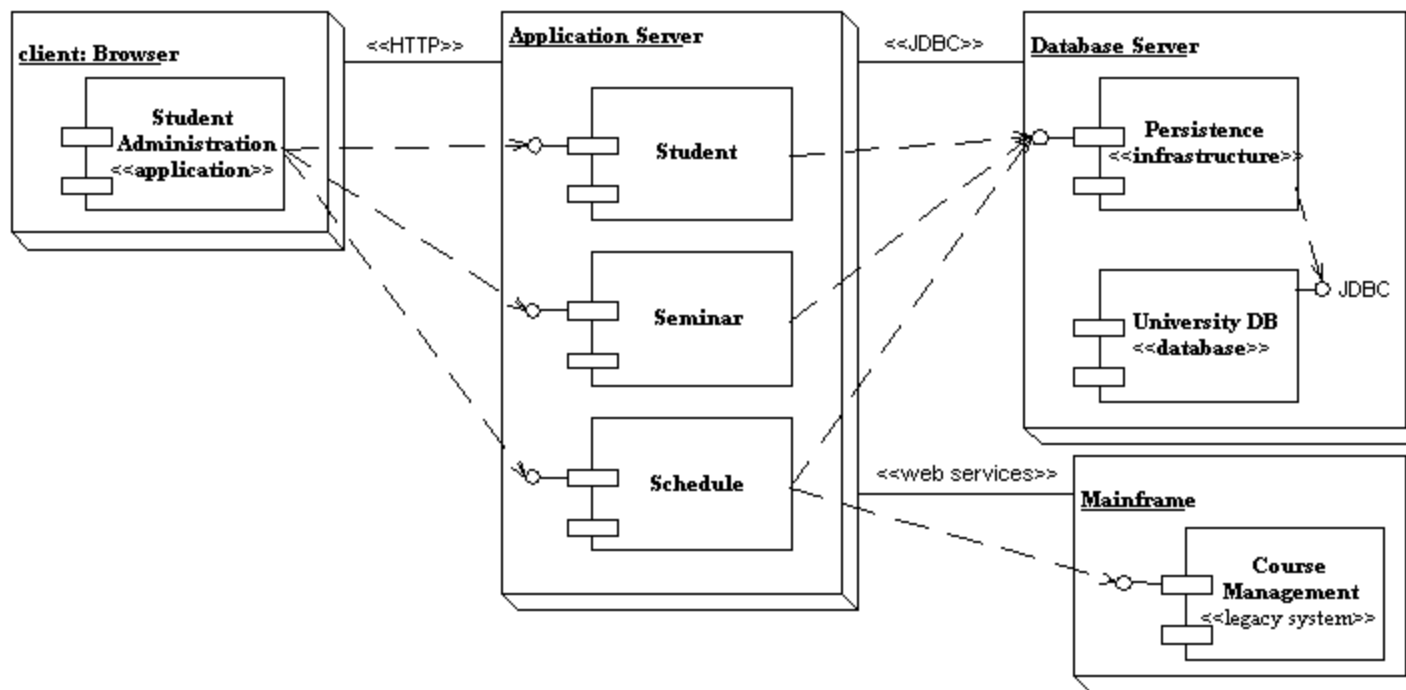 client: Browser
Student
Administration
<<application>>
<<HTTP>>
Application Server
Student
Seminar
Schedule
<<JDBC>>
Database Server
Persistence
<<infrastructure>>
JDBC
University DB
<<database>>
<<web services>>
Mainframe
Course
Management
<<legacy system>>